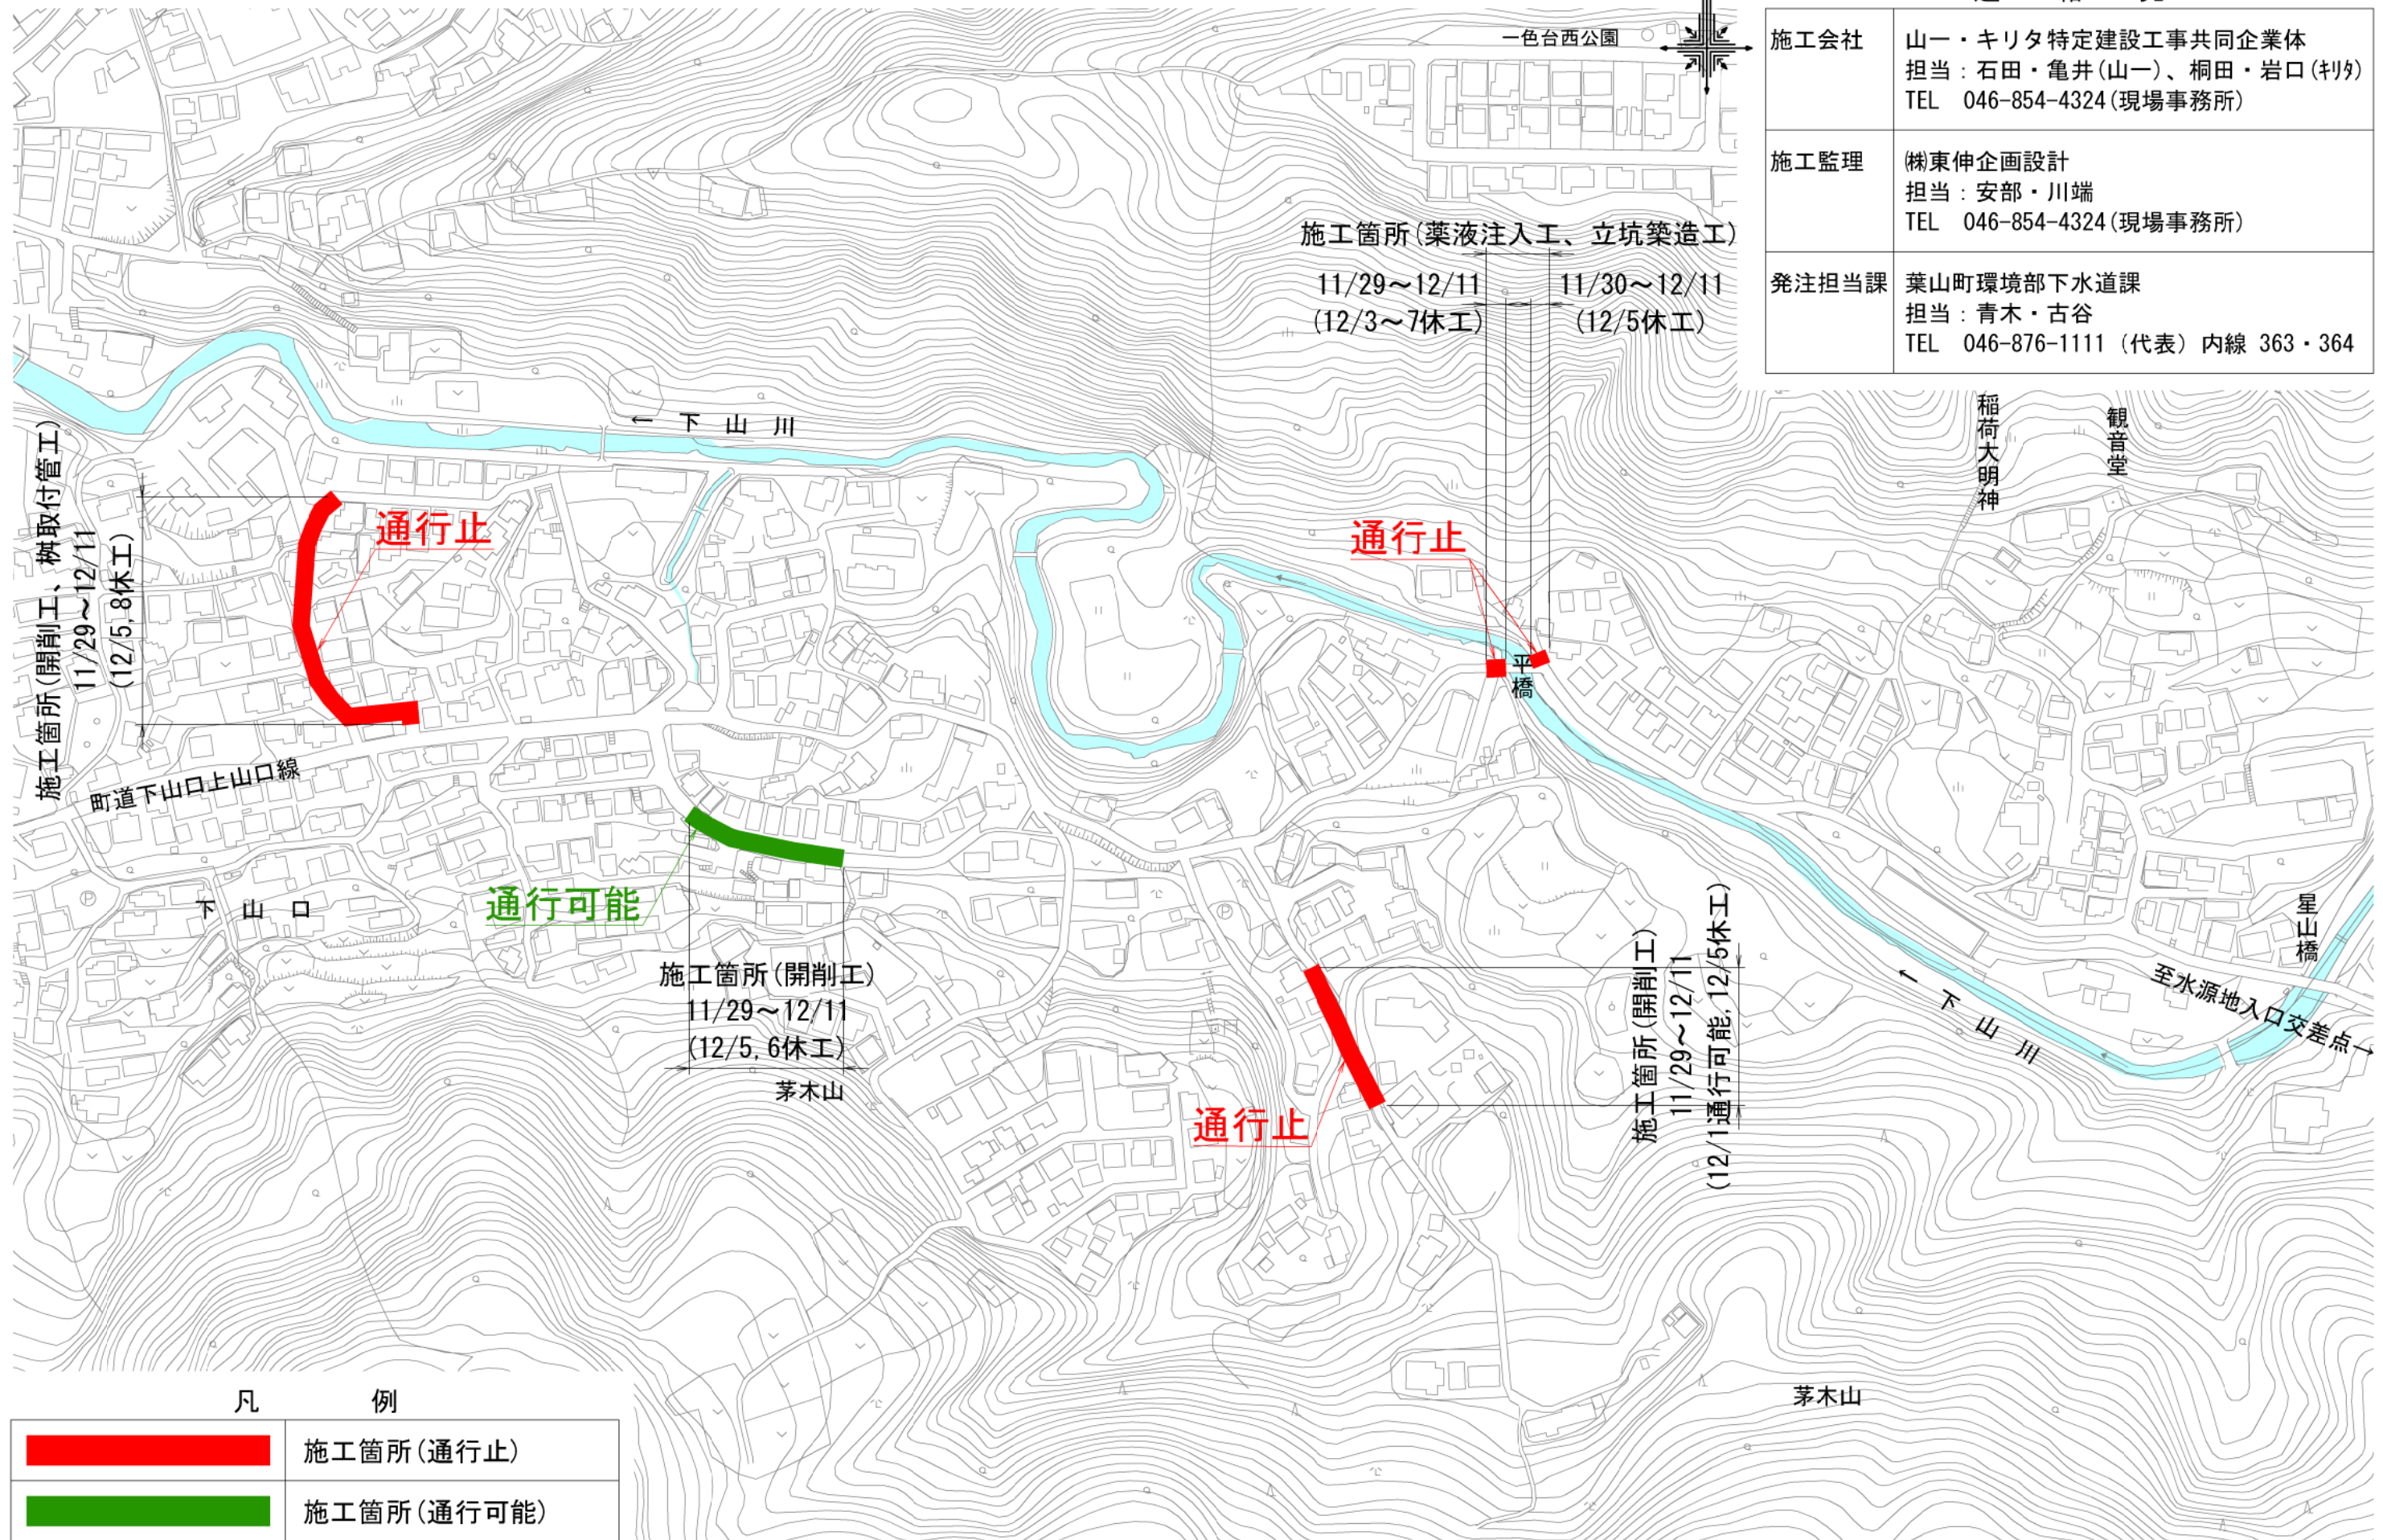 一色台西公園
施工会社
山一・キリタ特定建設工事共同企業体
担当：石田・亀井(山一)、桐田・岩口(ｷﾘﾀ)
TEL　046-854-4324(現場事務所)
施工監理
㈱東伸企画設計
担当：安部・川端
TEL　046-854-4324(現場事務所)
発注担当課
葉山町環境部下水道課
担当：青木・古谷
TEL　046-876-1111（代表）内線 363・364
施工箇所(薬液注入工、立坑築造工)
11/29～12/11
(12/3～7休工)
11/30～12/11
(12/5休工)
稲荷大明神
観音堂
← 下 山 川
施工箇所(開削工、桝取付管工)
11/29～12/11
(12/5,8休工)
通行止
通行止
平橋
町道下山口上山口線
通行可能
下 山 口
施工箇所(開削工)
11/29～12/11
(12/5,6休工)
茅木山
通行止
施工箇所(開削工)
11/29～12/11
(12/1通行可能,12/5休工)
星山橋
至水源地入口交差点→
← 下 山 川
茅木山
凡　例
施工箇所(通行止)
施工箇所(通行可能)